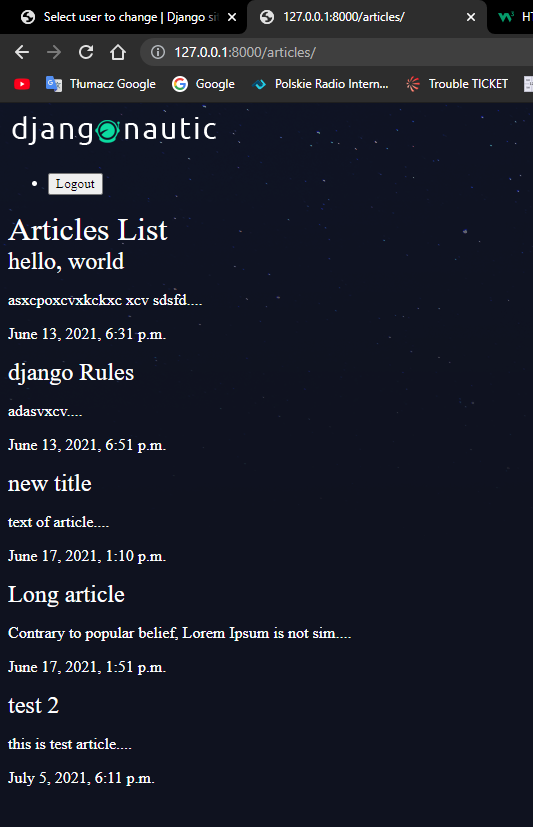 Select user to change | Django si
127.0.0.1:8000/articles/
127.0.0.1:8000/articles/
Tłumacz Google
Google
Polskie Radio Intern...
Trouble TICKET
djangonautic
Logout
Articles List
hello, world
asxcpoxcvxkckxc xcv sdsfd....
June 13, 2021, 6:31 p.m.
django Rules
adasvxcv....
June 13, 2021, 6:51 p.m.
new title
text of article....
June 17, 2021, 1:10 p.m.
Long article
Contrary to popular belief, Lorem Ipsum is not sim....
June 17, 2021, 1:51 p.m.
test 2
this is test article....
July 5, 2021, 6:11 p.m.